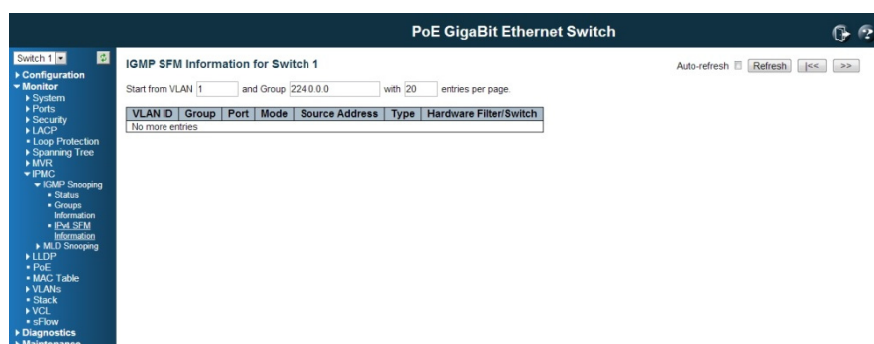 PoE GigaBit Ethernet Switch
Switch 1
Configuration
Monitor
System
Ports
Security
LACP
Loop Protection
Spanning Tree
MVR
IPMC
IGMP Snooping
Status
Groups
Information
IPv4 SFM
Information
MLD Snooping
LLDP
PoE
MAC Table
VLANs
Stack
VCL
sFlow
Diagnostics
Maintenance
IGMP SFM Information for Switch 1
Auto-refresh Refresh |<< >>
Start from VLAN 1 and Group 224.0.0.0 with 20 entries per page.
VLAN ID Group Port Mode Source Address Type Hardware Filter/Switch
No more entries